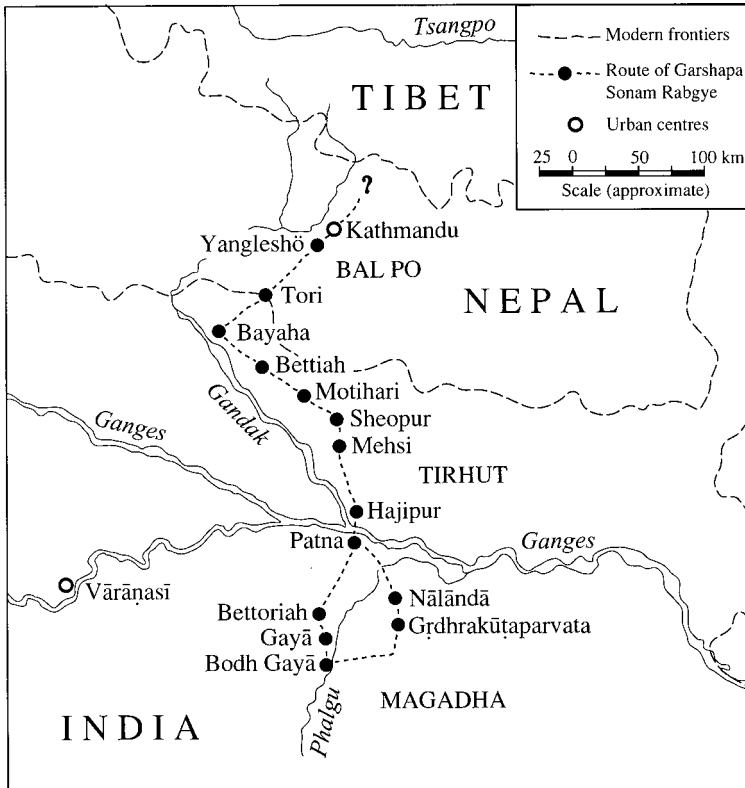 Tsangpo
Modern frontiers
Route of Garshapa
Sonam Rabgye
Urban centres
25 0 50 100 km
Scale (approximate)
TIBET
?
Kathmandu
Yangleshö
BAL PO
Tori
NEPAL
Bayaha
Bettiah
Motihari
Gandak
Ganges
Sheopur
Mehsi
TIRHUT
Hajipur
Patna
Ganges
Vārāṇasī
Nālāndā
Bettoriah
Gṛdhrakūṭaparvata
Gayā
Bodh Gayā
Phalgu
MAGADHA
INDIA